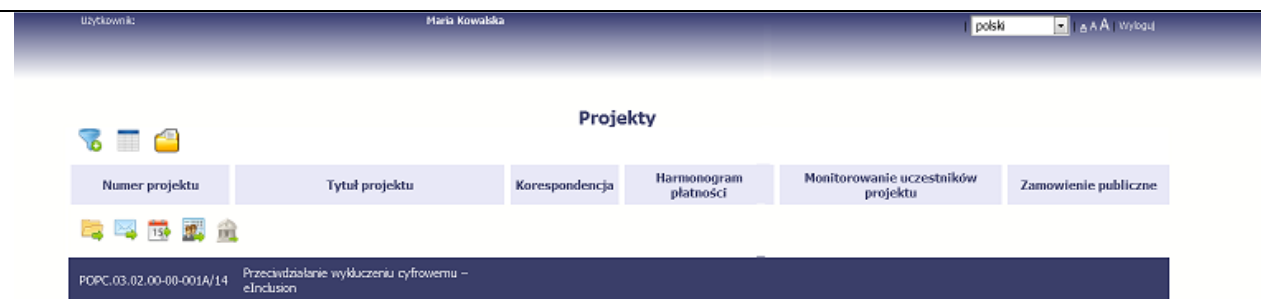 Użytkownik: Maria Kowalska | polski | A A A | Wyloguj
Projekty
Numer projektu Tytuł projektu Korespondencja Harmonogram płatności Monitorowanie uczestników projektu Zamowienie publiczne
POPC.03.02.00-00-001A/14 Przeciwdziałanie wykluczeniu cyfrowemu –
eInclusion